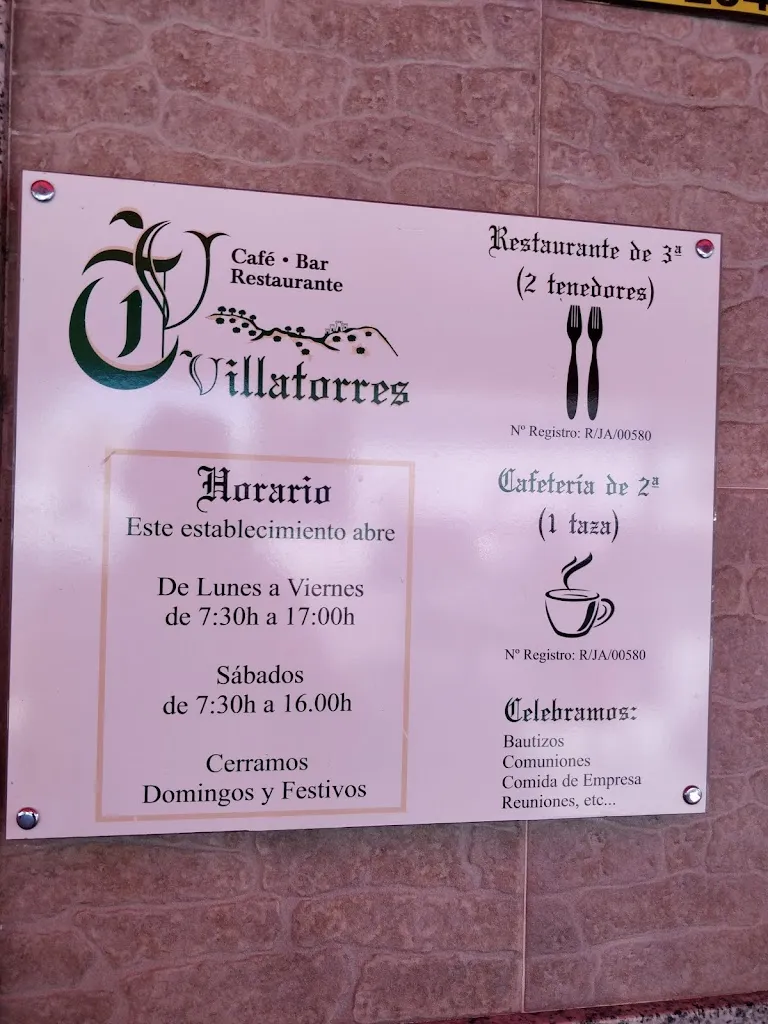 Café • Bar
Restaurante
Villatorres
Horario
Este establecimiento abre
De Lunes a Viernes
de 7:30h a 17:00h
Sábados
de 7:30h a 16.00h
Cerramos
Domingos y Festivos
Restaurante de 3ª
(2 tenedores)
Nº Registro: R/JA/00580
Cafetería de 2ª
(1 taza)
Nº Registro: R/JA/00580
Celebramos:
Bautizos
Comuniones
Comida de Empresa
Reuniones, etc...